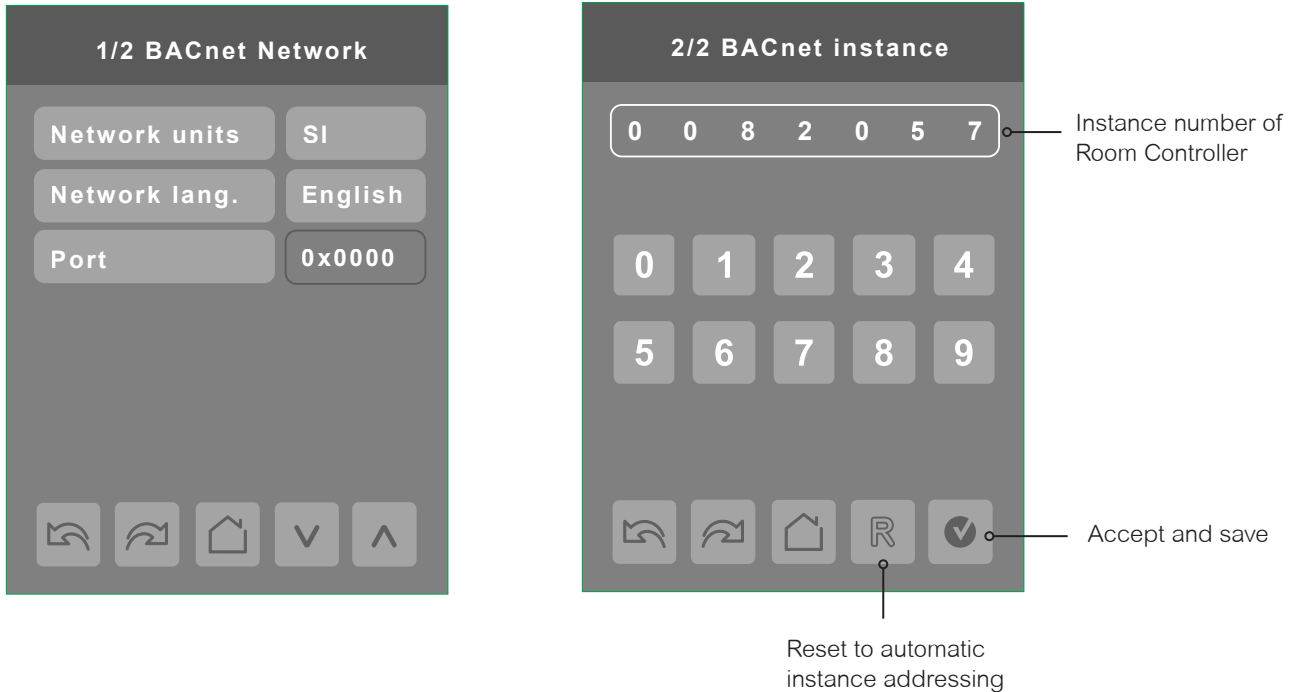 1/2 BACnet Network
Network units SI
Network lang. English
Port 0x0000
2/2 BACnet instance
0 0 8 2 0 5 7
Instance number of
Room Controller
0 1 2 3 4
5 6 7 8 9
R
Accept and save
Reset to automatic
instance addressing